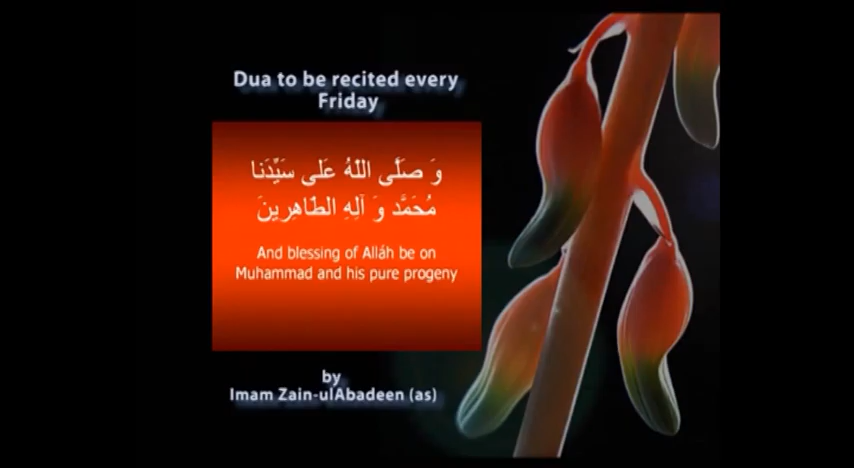 Dua to be recited every
Friday
وَ صَلَّى اللّهُ عَلى سَيِّدَنا
مُحَمَّد وَ آلِهِ الطّاهِرِينَ
And blessing of Alláh be on
Muhammad and his pure progeny
by
Imam Zain-ulAbadeen (as)